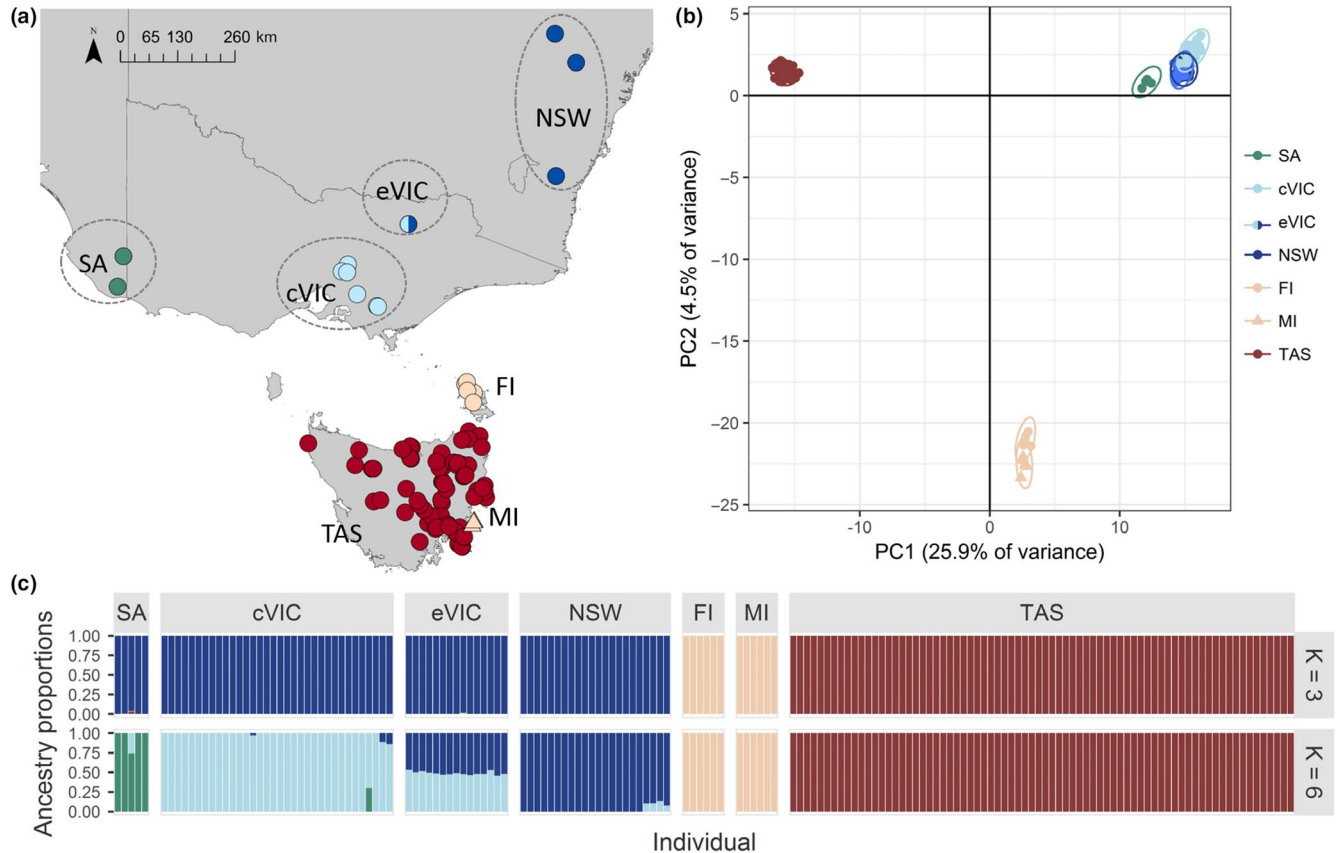 (a)
N
0 65 130 260 km
NSW
eVIC
SA
cVIC
FI
MI
TAS
(b)
5
0
−5
−10
−15
−20
−25
PC2 (4.5% of variance)
-10 0 10
PC1 (25.9% of variance)
SA
cVIC
eVIC
NSW
FI
MI
TAS
(c)
SA cVIC eVIC NSW FI MI TAS
Ancestry proportions
1.00
0.75
0.50
0.25
0.00
K = 3
1.00
0.75
0.50
0.25
0.00
K = 6
Individual